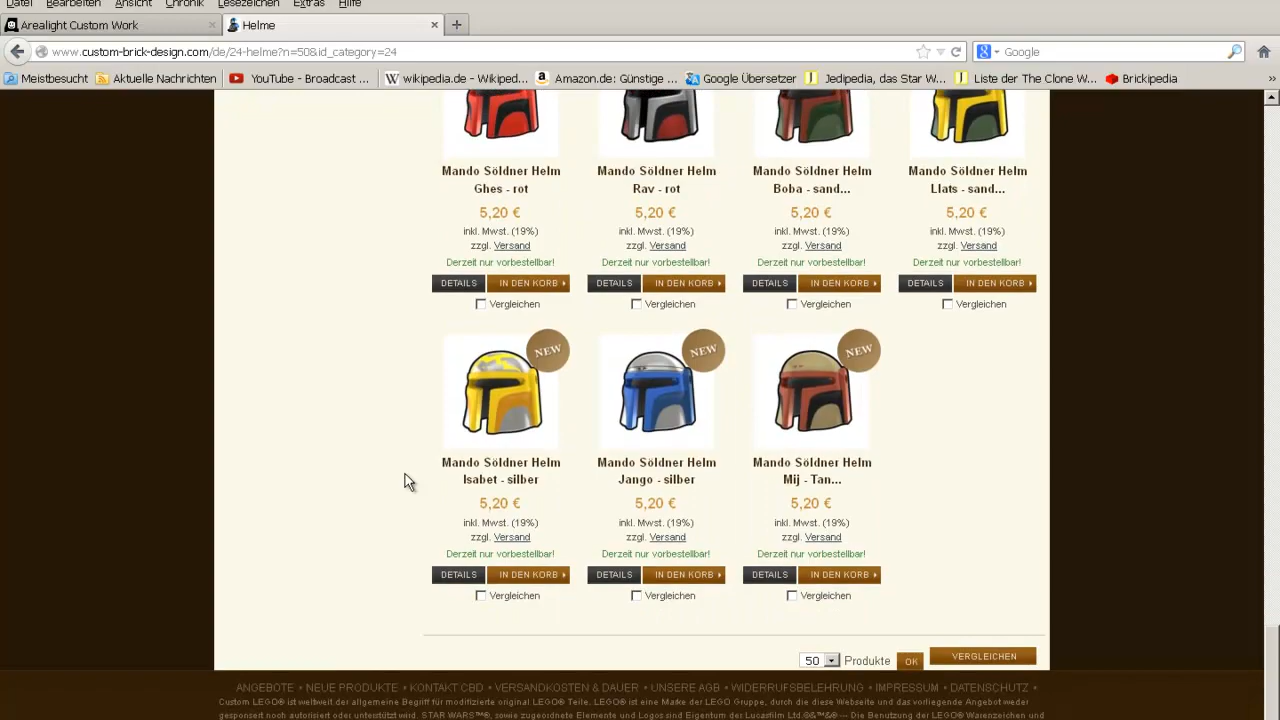 Datei Bearbeiten Ansicht Chronik Lesezeichen Extras Hilfe
Arealight Custom Work × Helme × +
www.custom-brick-design.com/de/24-helme?n=50&id_category=24 Google
Meistbesucht Aktuelle Nachrichten YouTube - Broadcast ... wikipedia.de - Wikiped... Amazon.de: Günstige ... Google Übersetzer Jedipedia, das Star W... Liste der The Clone W... Brickipedia »
Mando Söldner Helm Mando Söldner Helm Mando Söldner Helm Mando Söldner Helm
Ghes - rot Rav - rot Boba - sand... Llats - sand...
5,20 € 5,20 € 5,20 € 5,20 €
inkl. Mwst. (19%) inkl. Mwst. (19%) inkl. Mwst. (19%) inkl. Mwst. (19%)
zzgl. Versand zzgl. Versand zzgl. Versand zzgl. Versand
Derzeit nur vorbestellbar! Derzeit nur vorbestellbar! Derzeit nur vorbestellbar! Derzeit nur vorbestellbar!
DETAILS IN DEN KORB DETAILS IN DEN KORB DETAILS IN DEN KORB DETAILS IN DEN KORB
Vergleichen Vergleichen Vergleichen Vergleichen
NEW NEW NEW
Mando Söldner Helm Mando Söldner Helm Mando Söldner Helm
Isabet - silber Jango - silber Mij - Tan...
5,20 € 5,20 € 5,20 €
inkl. Mwst. (19%) inkl. Mwst. (19%) inkl. Mwst. (19%)
zzgl. Versand zzgl. Versand zzgl. Versand
Derzeit nur vorbestellbar! Derzeit nur vorbestellbar! Derzeit nur vorbestellbar!
DETAILS IN DEN KORB DETAILS IN DEN KORB DETAILS IN DEN KORB
Vergleichen Vergleichen Vergleichen
50 Produkte OK VERGLEICHEN
ANGEBOTE • NEUE PRODUKTE • KONTAKT CBD • VERSANDKOSTEN & DAUER • UNSERE AGB • WIDERRUFSBELEHRUNG • IMPRESSUM • DATENSCHUTZ •
Custom LEGO® ist weltweit der allgemeine Begriff für modifizierte original LEGO® Teile. LEGO® ist eine Marke der LEGO Gruppe, durch die diese Webseite und das vorliegende Angebot weder
gesponsert noch autorisiert oder unterstützt wird. STAR WARS™®, sowie zugeordnete Elemente und Logos sind Eigentum der Lucasfilm Ltd.©&™&® --- Die Benutzung der LEGO® Warenzeichen und